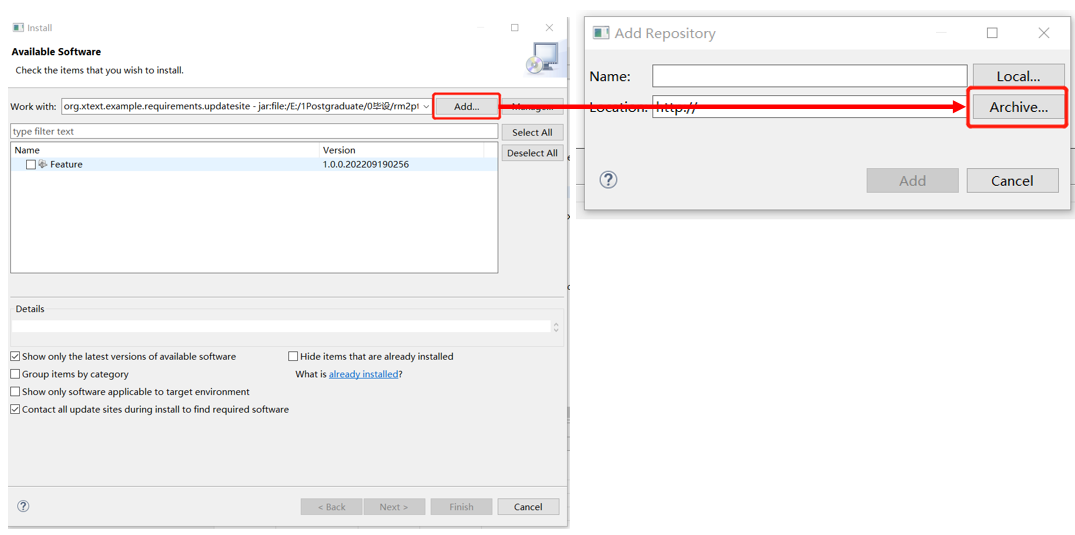 Install
Available Software
Check the items that you wish to install.
Work with: org.xtext.example.requirements.updatesite - jar:file:/E:/1Postgraduate/0毕设/rm2pt Add... Manage...
type filter text Select All
Deselect All
Name Version
Feature 1.0.0.202209190256
Details
Show only the latest versions of available software Hide items that are already installed
Group items by category What is already installed?
Show only software applicable to target environment
Contact all update sites during install to find required software
< Back Next > Finish Cancel
Add Repository
Name: Local...
Location: http:// Archive...
Add Cancel